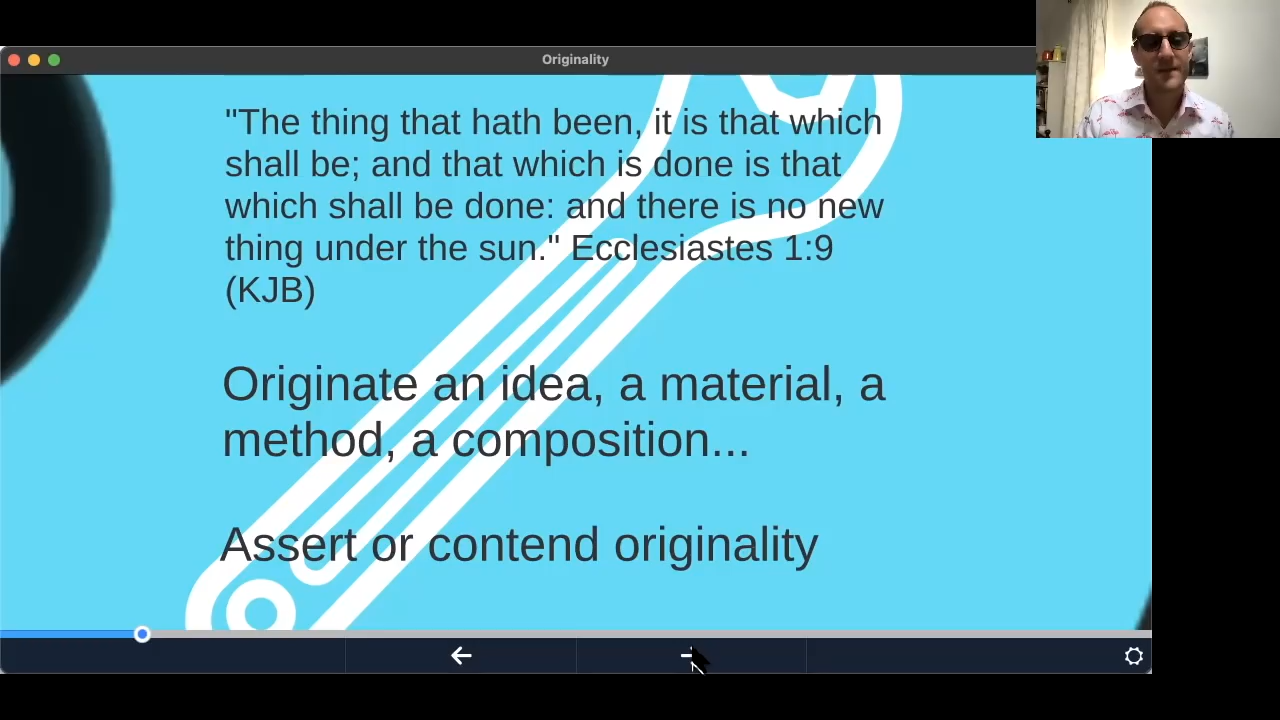 Originality
"The thing that hath been, it is that which
shall be; and that which is done is that
which shall be done: and there is no new
thing under the sun." Ecclesiastes 1:9
(KJB)
Originate an idea, a material, a
method, a composition...
Assert or contend originality